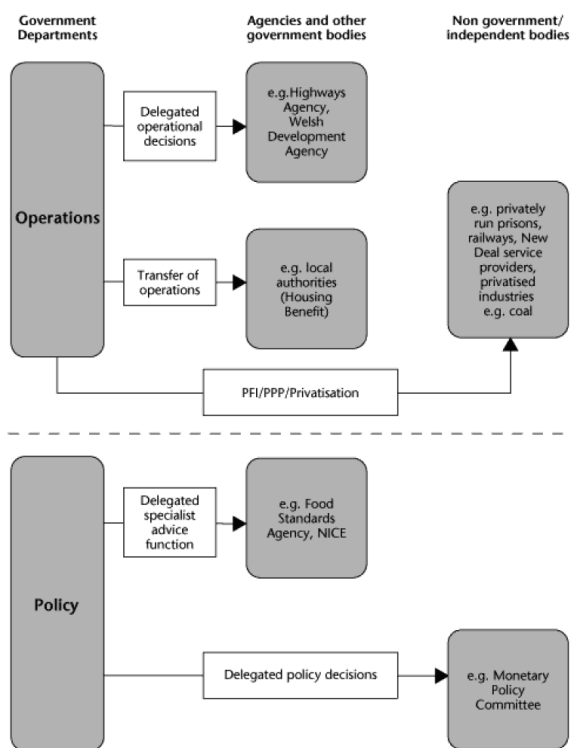 Government
Departments
Agencies and other
government bodies
Non government/
independent bodies
Operations
Delegated
operational
decisions
e.g.Highways
Agency,
Welsh
Development
Agency
Transfer of
operations
e.g. local
authorities
(Housing
Benefit)
e.g. privately
run prisons,
railways, New
Deal service
providers,
privatised
industries
e.g. coal
PFI/PPP/Privatisation
Policy
Delegated
specialist
advice
function
e.g. Food
Standards
Agency, NICE
Delegated policy decisions
e.g. Monetary
Policy
Committee